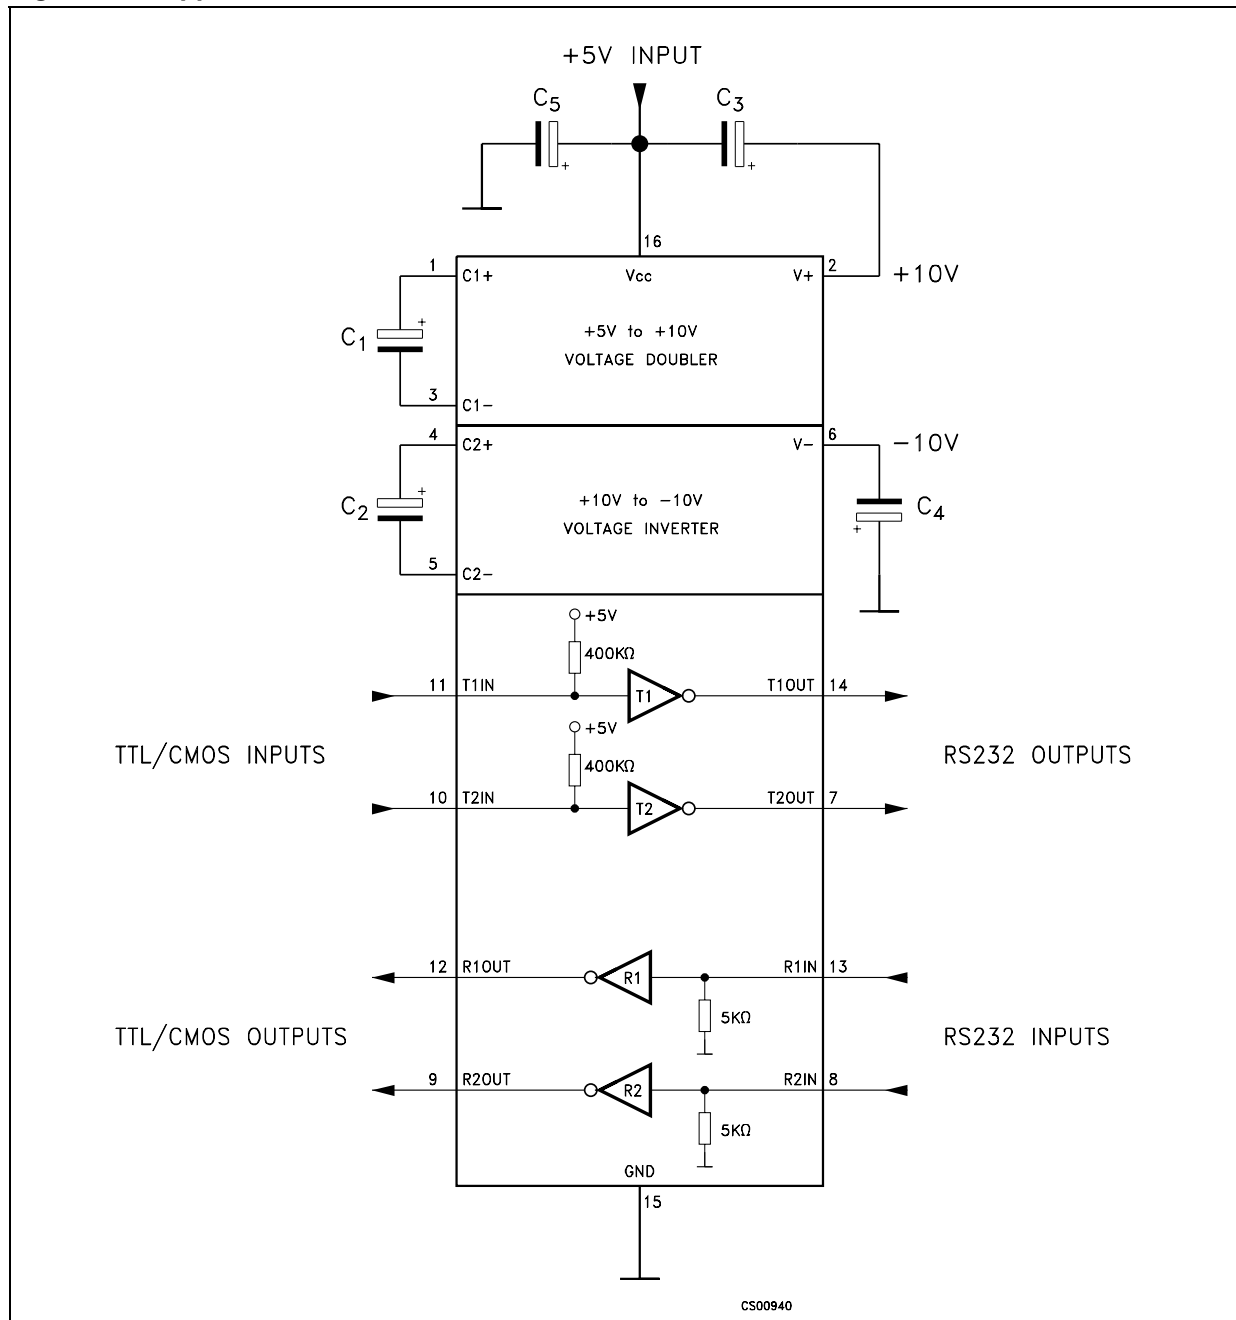 +5V INPUT
C5 C3
+ +
16
1 C1+ Vcc V+ 2 +10V
+
C1 +5V to +10V
VOLTAGE DOUBLER
3 C1-
4 C2+ V- 6 -10V
+
C2 +10V to -10V C4
VOLTAGE INVERTER +
5 C2-
+5V
400KΩ
11 T1IN T1 T1OUT 14
+5V
TTL/CMOS INPUTS RS232 OUTPUTS
400KΩ
10 T2IN T2 T2OUT 7
12 R1OUT R1 R1IN 13
5KΩ
TTL/CMOS OUTPUTS RS232 INPUTS
9 R2OUT R2 R2IN 8
5KΩ
GND
15
CS00940